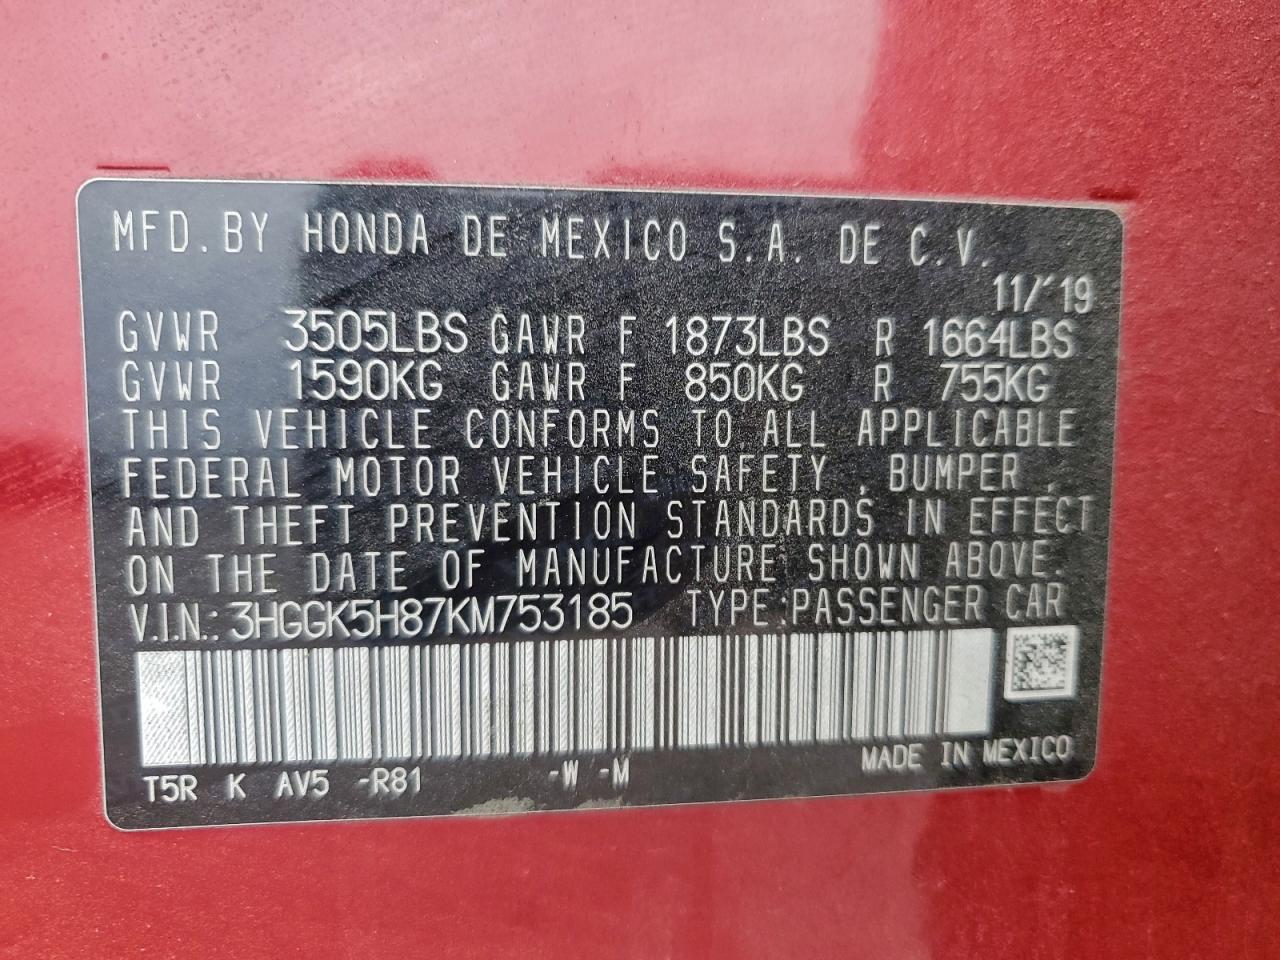 MFD. BY HONDA DE MEXICO S.A. DE C.V.
11/'19
GVWR 3505LBS GAWR F 1873LBS R 1664LBS
GVWR 1590KG GAWR F 850KG R 755KG
THIS VEHICLE CONFORMS TO ALL APPLICABLE
FEDERAL MOTOR VEHICLE SAFETY , BUMPER ,
AND THEFT PREVENTION STANDARDS IN EFFECT
ON THE DATE OF MANUFACTURE SHOWN ABOVE.
V.I.N.: 3HGGK5H87KM753185 TYPE:PASSENGER CAR
MADE IN MEXICO
T5R K AV5 -R81 -W -M